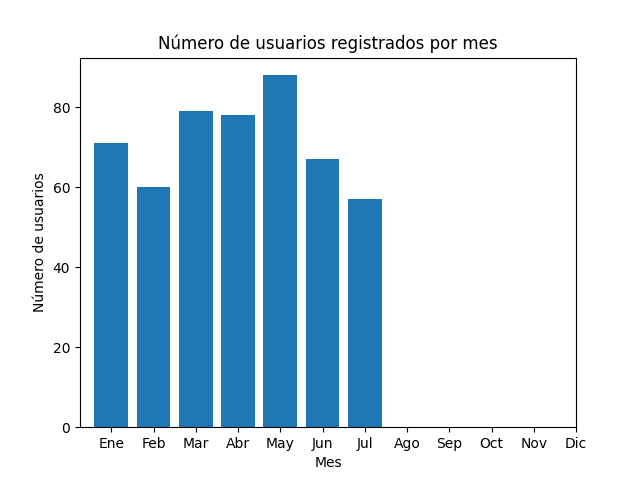 Número de usuarios registrados por mes
Número de usuarios
80
60
40
20
0
Ene Feb Mar Abr May Jun Jul Ago Sep Oct Nov Dic
Mes